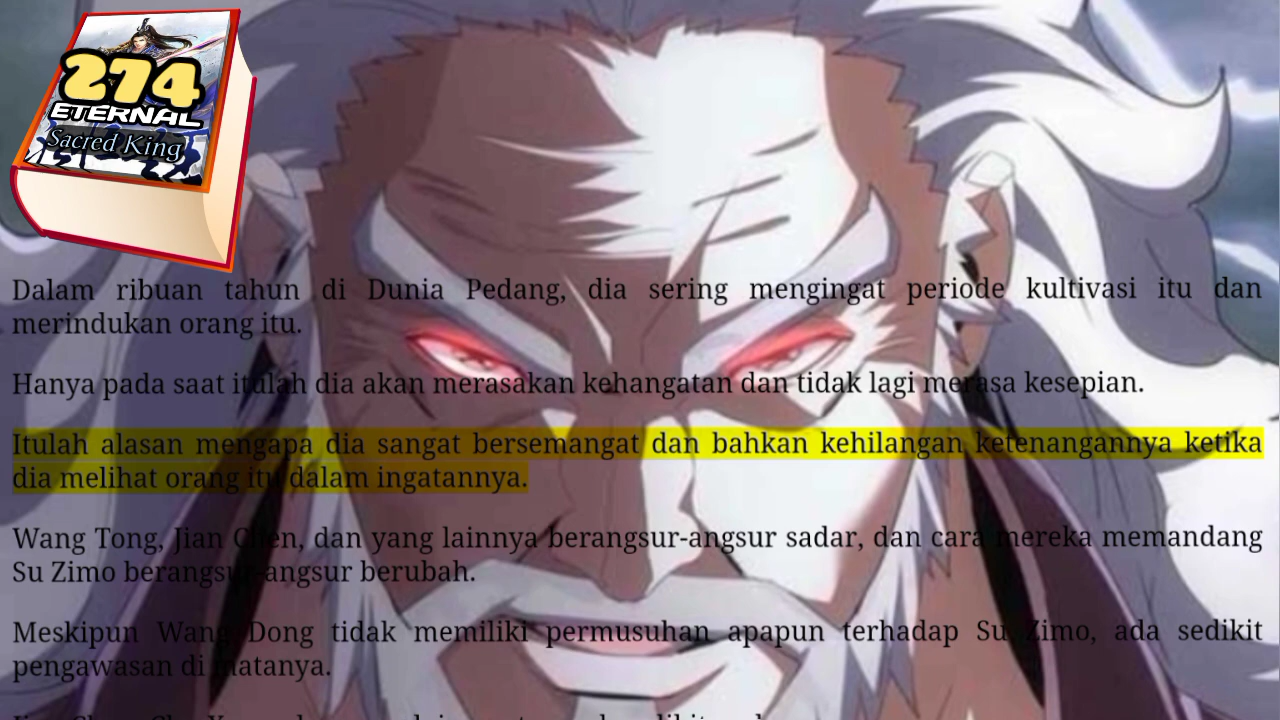 274
ETERNAL
Sacred King
Dalam ribuan tahun di Dunia Pedang, dia sering mengingat periode kultivasi itu dan
merindukan orang itu.
Hanya pada saat itulah dia akan merasakan kehangatan dan tidak lagi merasa kesepian.
Itulah alasan mengapa dia sangat bersemangat dan bahkan kehilangan ketenangannya ketika
dia melihat orang itu dalam ingatannya.
Wang Tong, Jian Chen, dan yang lainnya berangsur-angsur sadar, dan cara mereka memandang
Su Zimo berangsur-angsur berubah.
Meskipun Wang Dong tidak memiliki permusuhan apapun terhadap Su Zimo, ada sedikit
pengawasan di matanya.